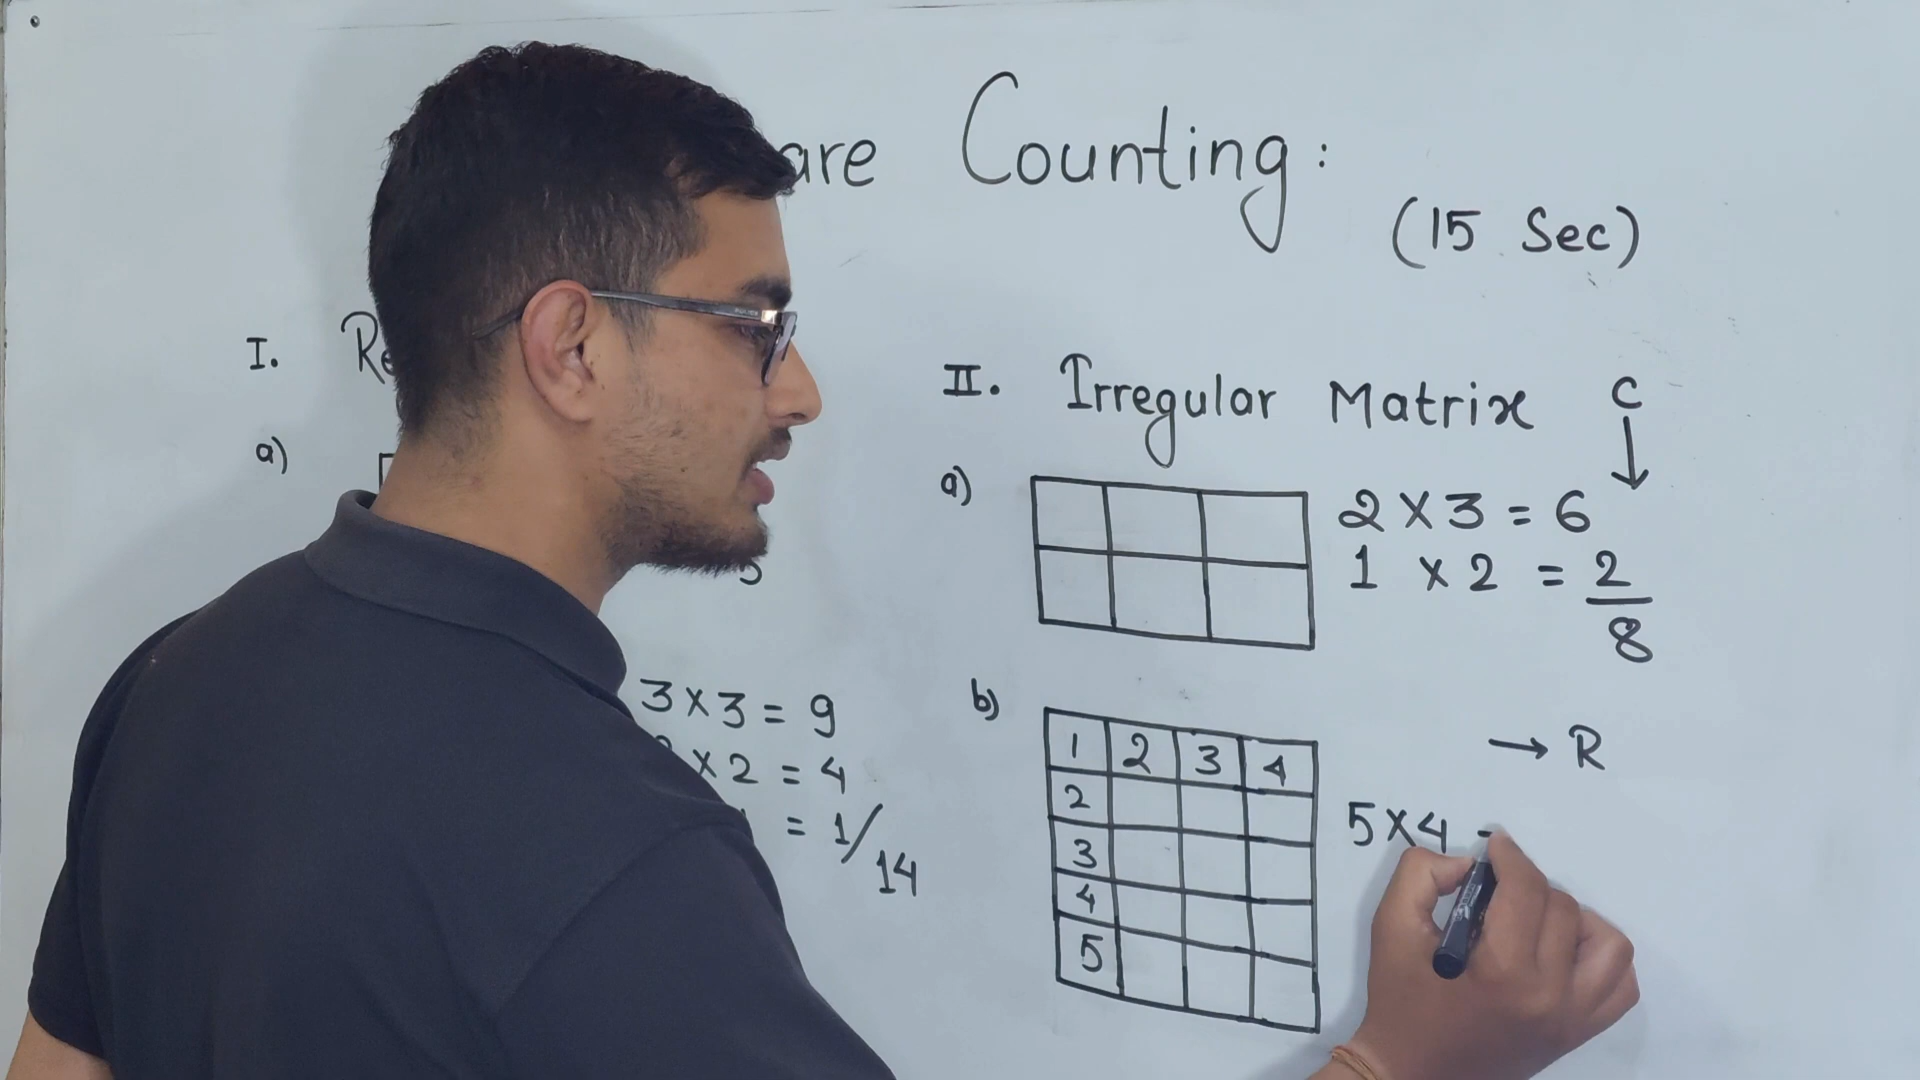 are Counting:
(15 Sec)
I.
a)
3 x 3 = 9
x 2 = 4
= 1/
14
II. Irregular Matrix C
a)
2 x 3 = 6
1 x 2 = 2
8
b)
→ R
1 2 3 4
2
3
4
5
5 x 4